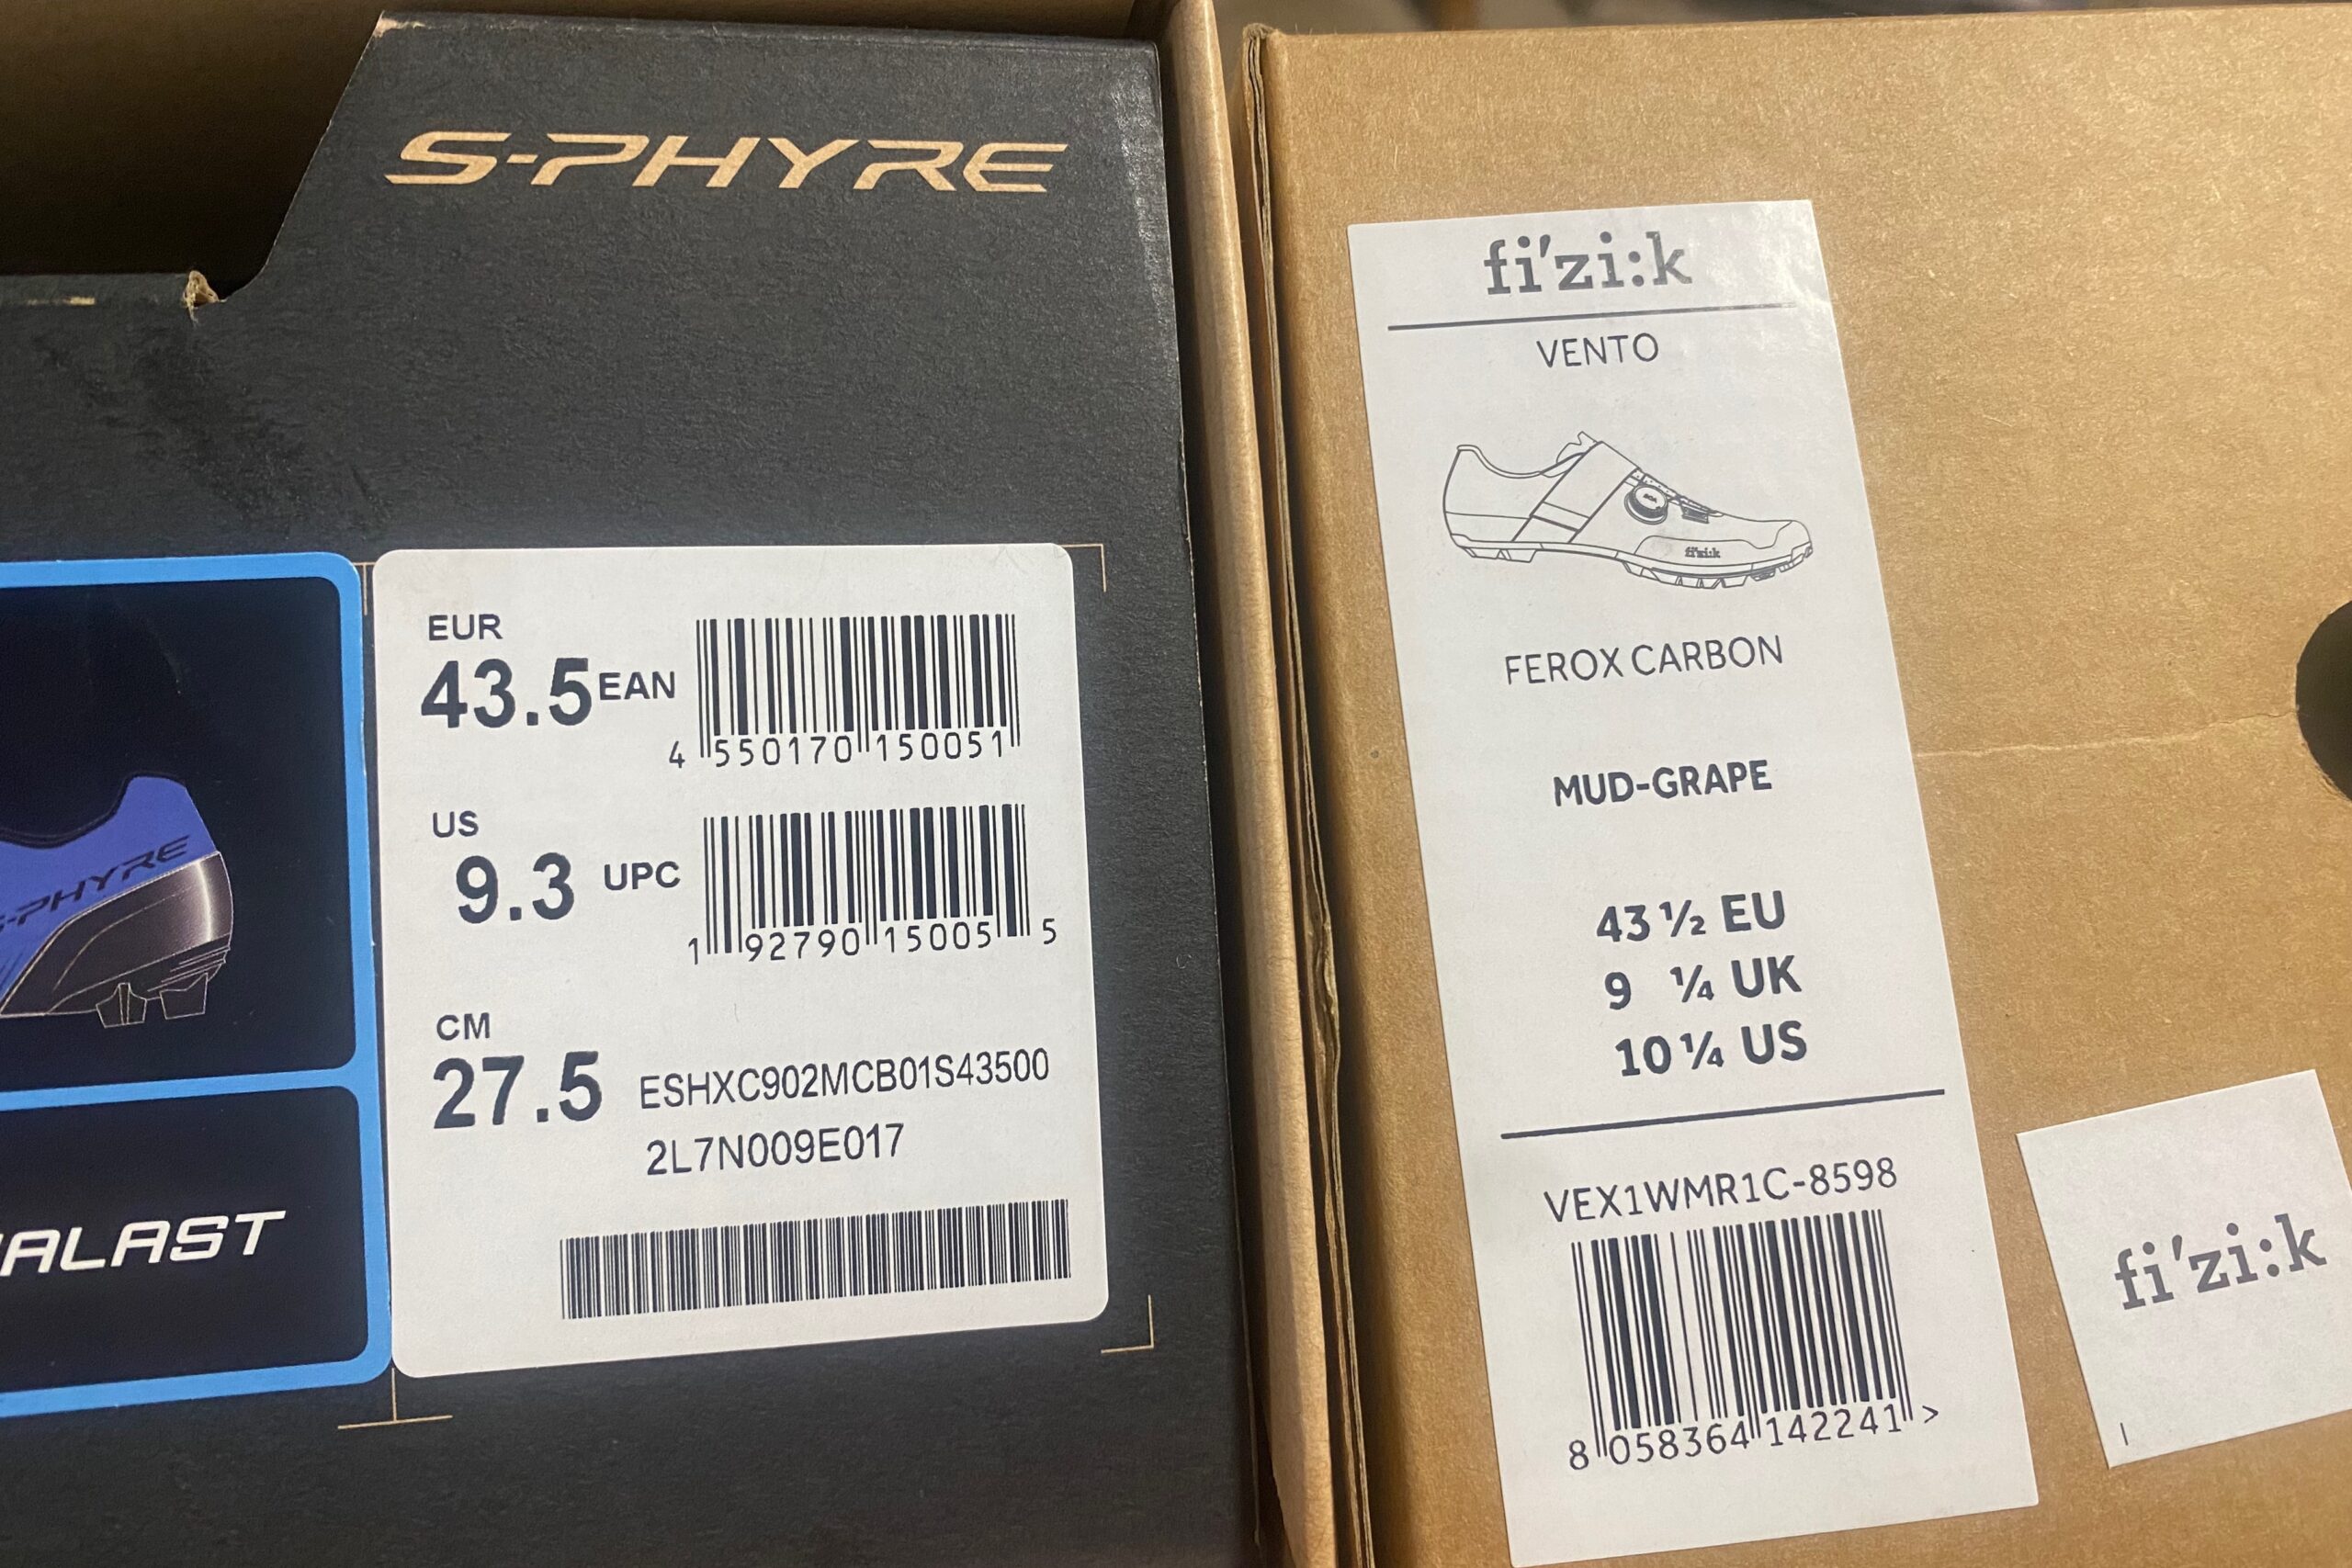 S-PHYRE
EUR
43.5 EAN
4 550170 150051
US
9.3 UPC
1 92790 15005 5
CM
27.5 ESHXC902MCB01S43500
2L7N009E017
S-PHYRE
fi'zi:k
VENTO
BOA
fi'zi:k
FEROX CARBON
MUD-GRAPE
43 ½ EU
9 ¼ UK
10 ¼ US
VEX1WMR1C-8598
8 058364 142241 >
fi'zi:k